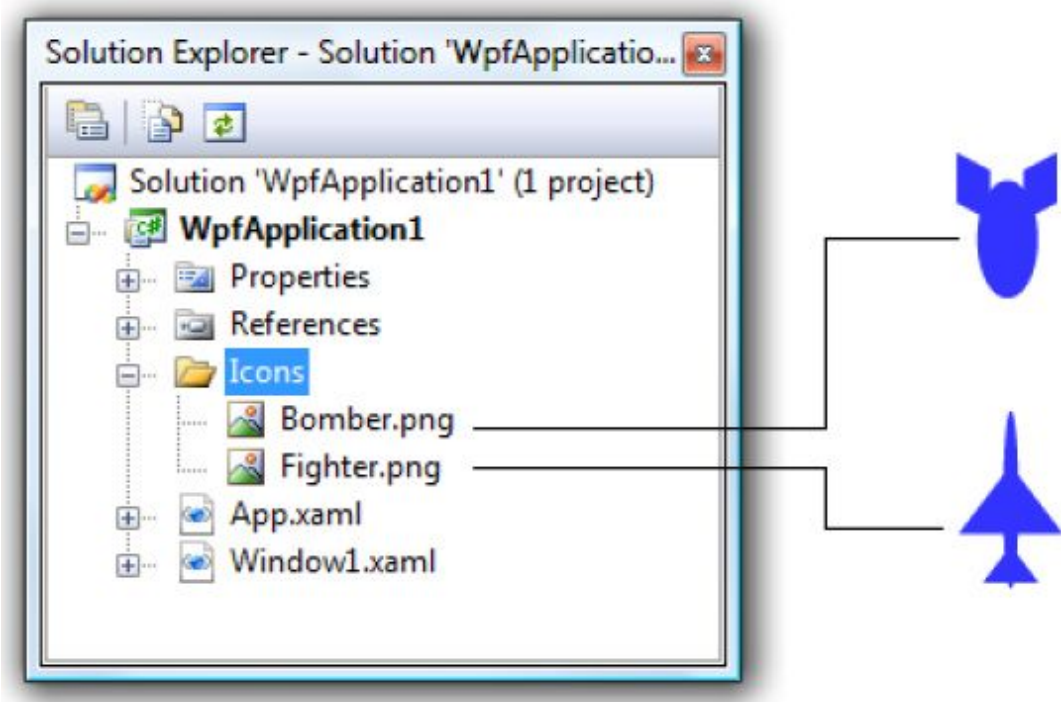 Solution Explorer - Solution 'WpfApplicatio...
Solution 'WpfApplication1' (1 project)
C#
WpfApplication1
Properties
References
Icons
Bomber.png
Fighter.png
App.xaml
Window1.xaml